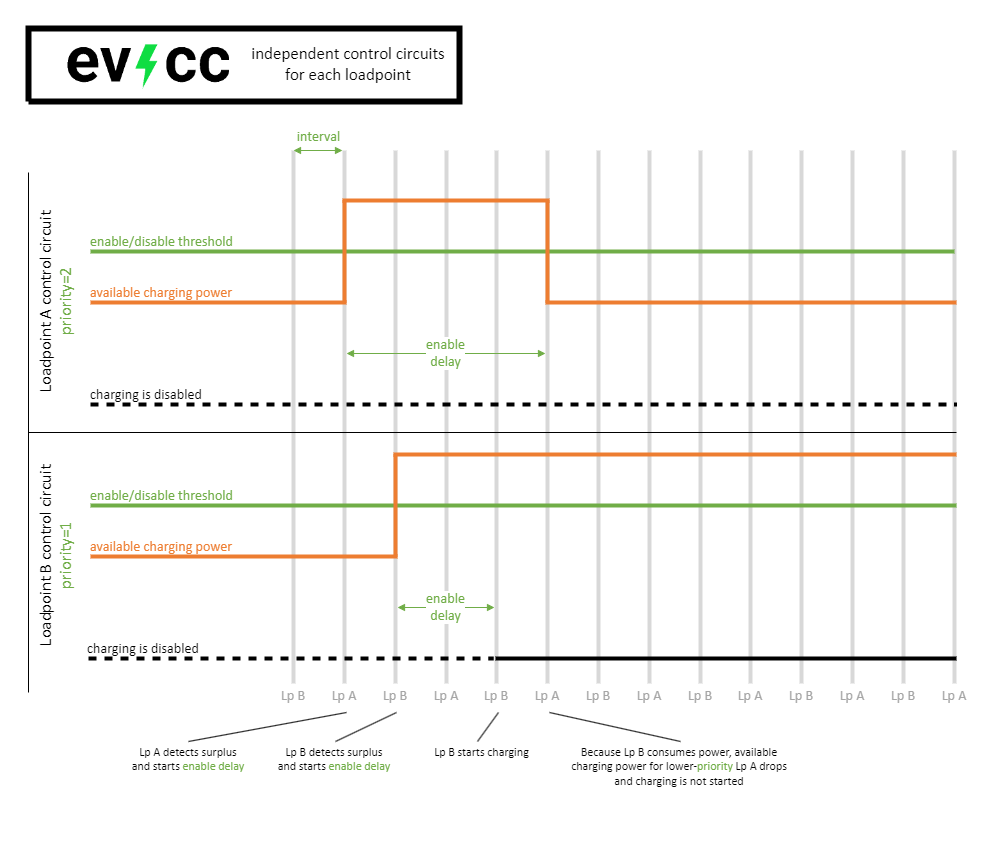 ev cc
independent control circuits
for each loadpoint
interval
Loadpoint A control circuit
priority=2
enable/disable threshold
available charging power
enable
delay
charging is disabled
Loadpoint B control circuit
priority=1
enable/disable threshold
available charging power
enable
delay
charging is disabled
Lp B Lp A Lp B Lp A Lp B Lp A Lp B Lp A Lp B Lp A Lp B Lp A Lp B Lp A
Lp A detects surplus
and starts enable delay
Lp B detects surplus
and starts enable delay
Lp B starts charging
Because Lp B consumes power, available
charging power for lower-priority Lp A drops
and charging is not started